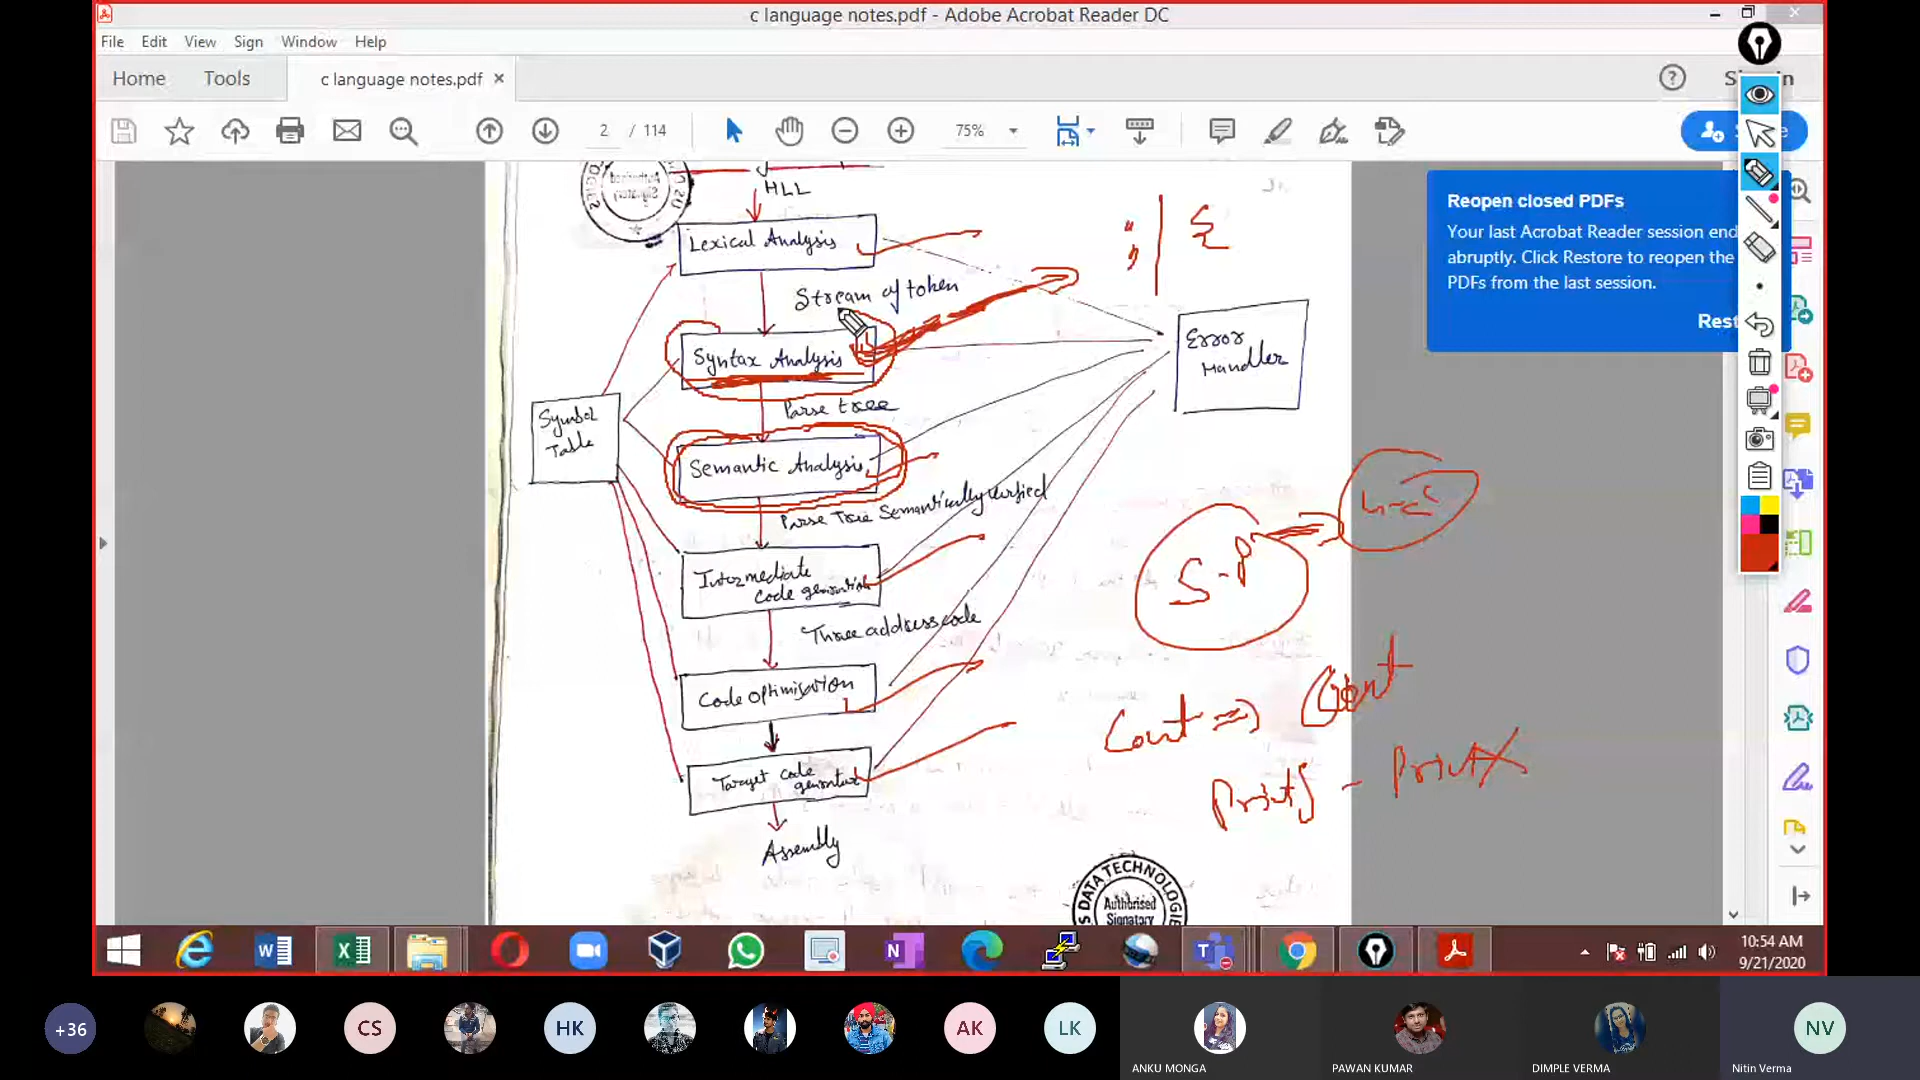 c language notes.pdf - Adobe Acrobat Reader DC
File Edit View Sign Window Help
Home Tools c language notes.pdf
2 / 114 75%
HLL
Lexical Analysis
Stream of token
Syntax Analysis
Parse tree
Semantic Analysis
Parse Tree Semantically verified
Intermediate
code generation
Three address code
Code Optimisation
Target code
generation
Assembly
Symbol
Table
Error
Handler
;
S-P
Count
Printf -
S DATA TECHNOLOGIE
Authorised
Signatory
Reopen closed PDFs
Your last Acrobat Reader session end
abruptly. Click Restore to reopen the
PDFs from the last session.
Rest
10:54 AM
9/21/2020
+36 CS HK AK LK NV
ANKU MONGA PAWAN KUMAR DIMPLE VERMA Nitin Verma